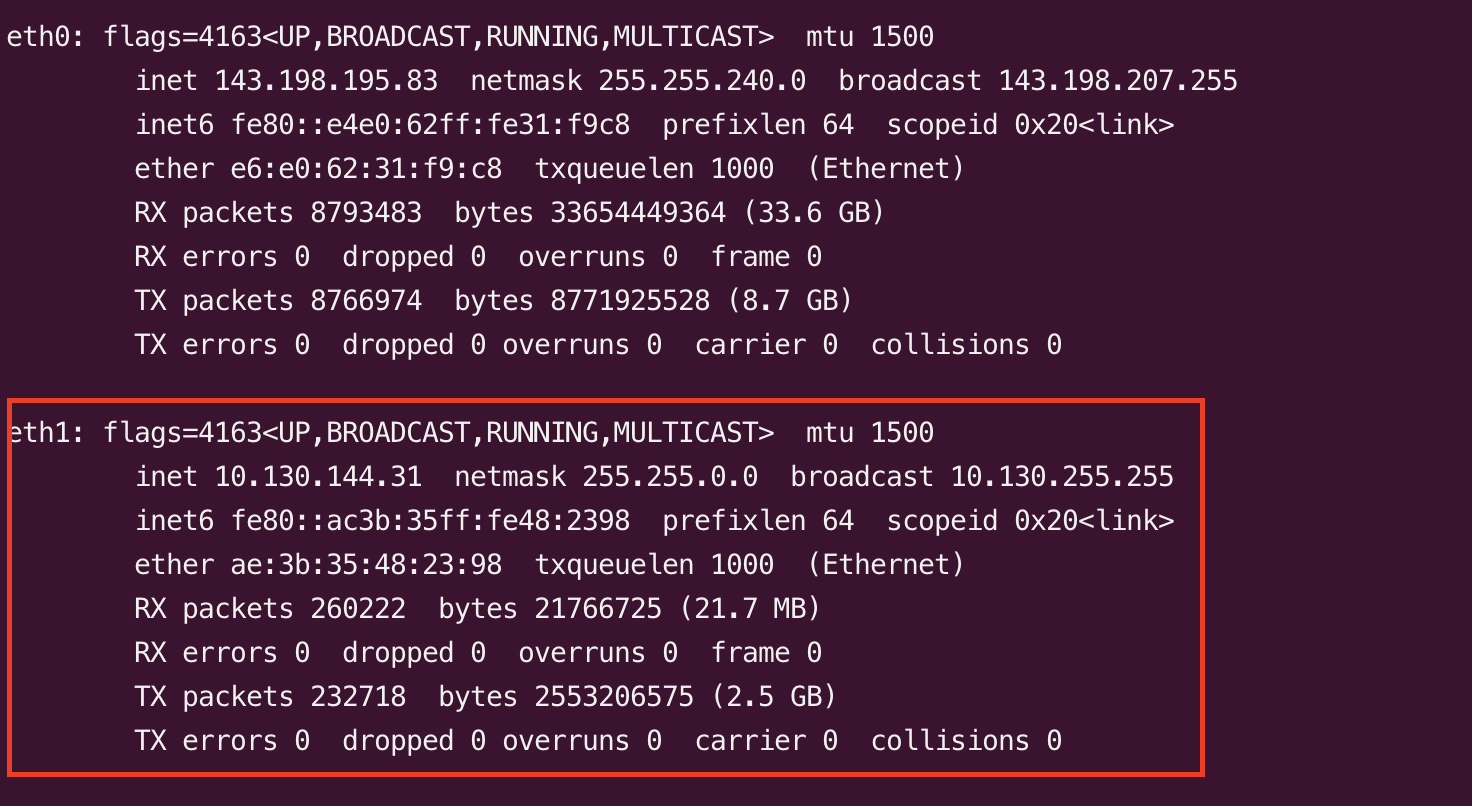 eth0: flags=4163<UP,BROADCAST,RUNNING,MULTICAST>  mtu 1500
        inet 143.198.195.83  netmask 255.255.240.0  broadcast 143.198.207.255
        inet6 fe80::e4e0:62ff:fe31:f9c8  prefixlen 64  scopeid 0x20<link>
        ether e6:e0:62:31:f9:c8  txqueuelen 1000  (Ethernet)
        RX packets 8793483  bytes 33654449364 (33.6 GB)
        RX errors 0  dropped 0  overruns 0  frame 0
        TX packets 8766974  bytes 8771925528 (8.7 GB)
        TX errors 0  dropped 0 overruns 0  carrier 0  collisions 0

eth1: flags=4163<UP,BROADCAST,RUNNING,MULTICAST>  mtu 1500
        inet 10.130.144.31  netmask 255.255.0.0  broadcast 10.130.255.255
        inet6 fe80::ac3b:35ff:fe48:2398  prefixlen 64  scopeid 0x20<link>
        ether ae:3b:35:48:23:98  txqueuelen 1000  (Ethernet)
        RX packets 260222  bytes 21766725 (21.7 MB)
        RX errors 0  dropped 0  overruns 0  frame 0
        TX packets 232718  bytes 2553206575 (2.5 GB)
        TX errors 0  dropped 0 overruns 0  carrier 0  collisions 0